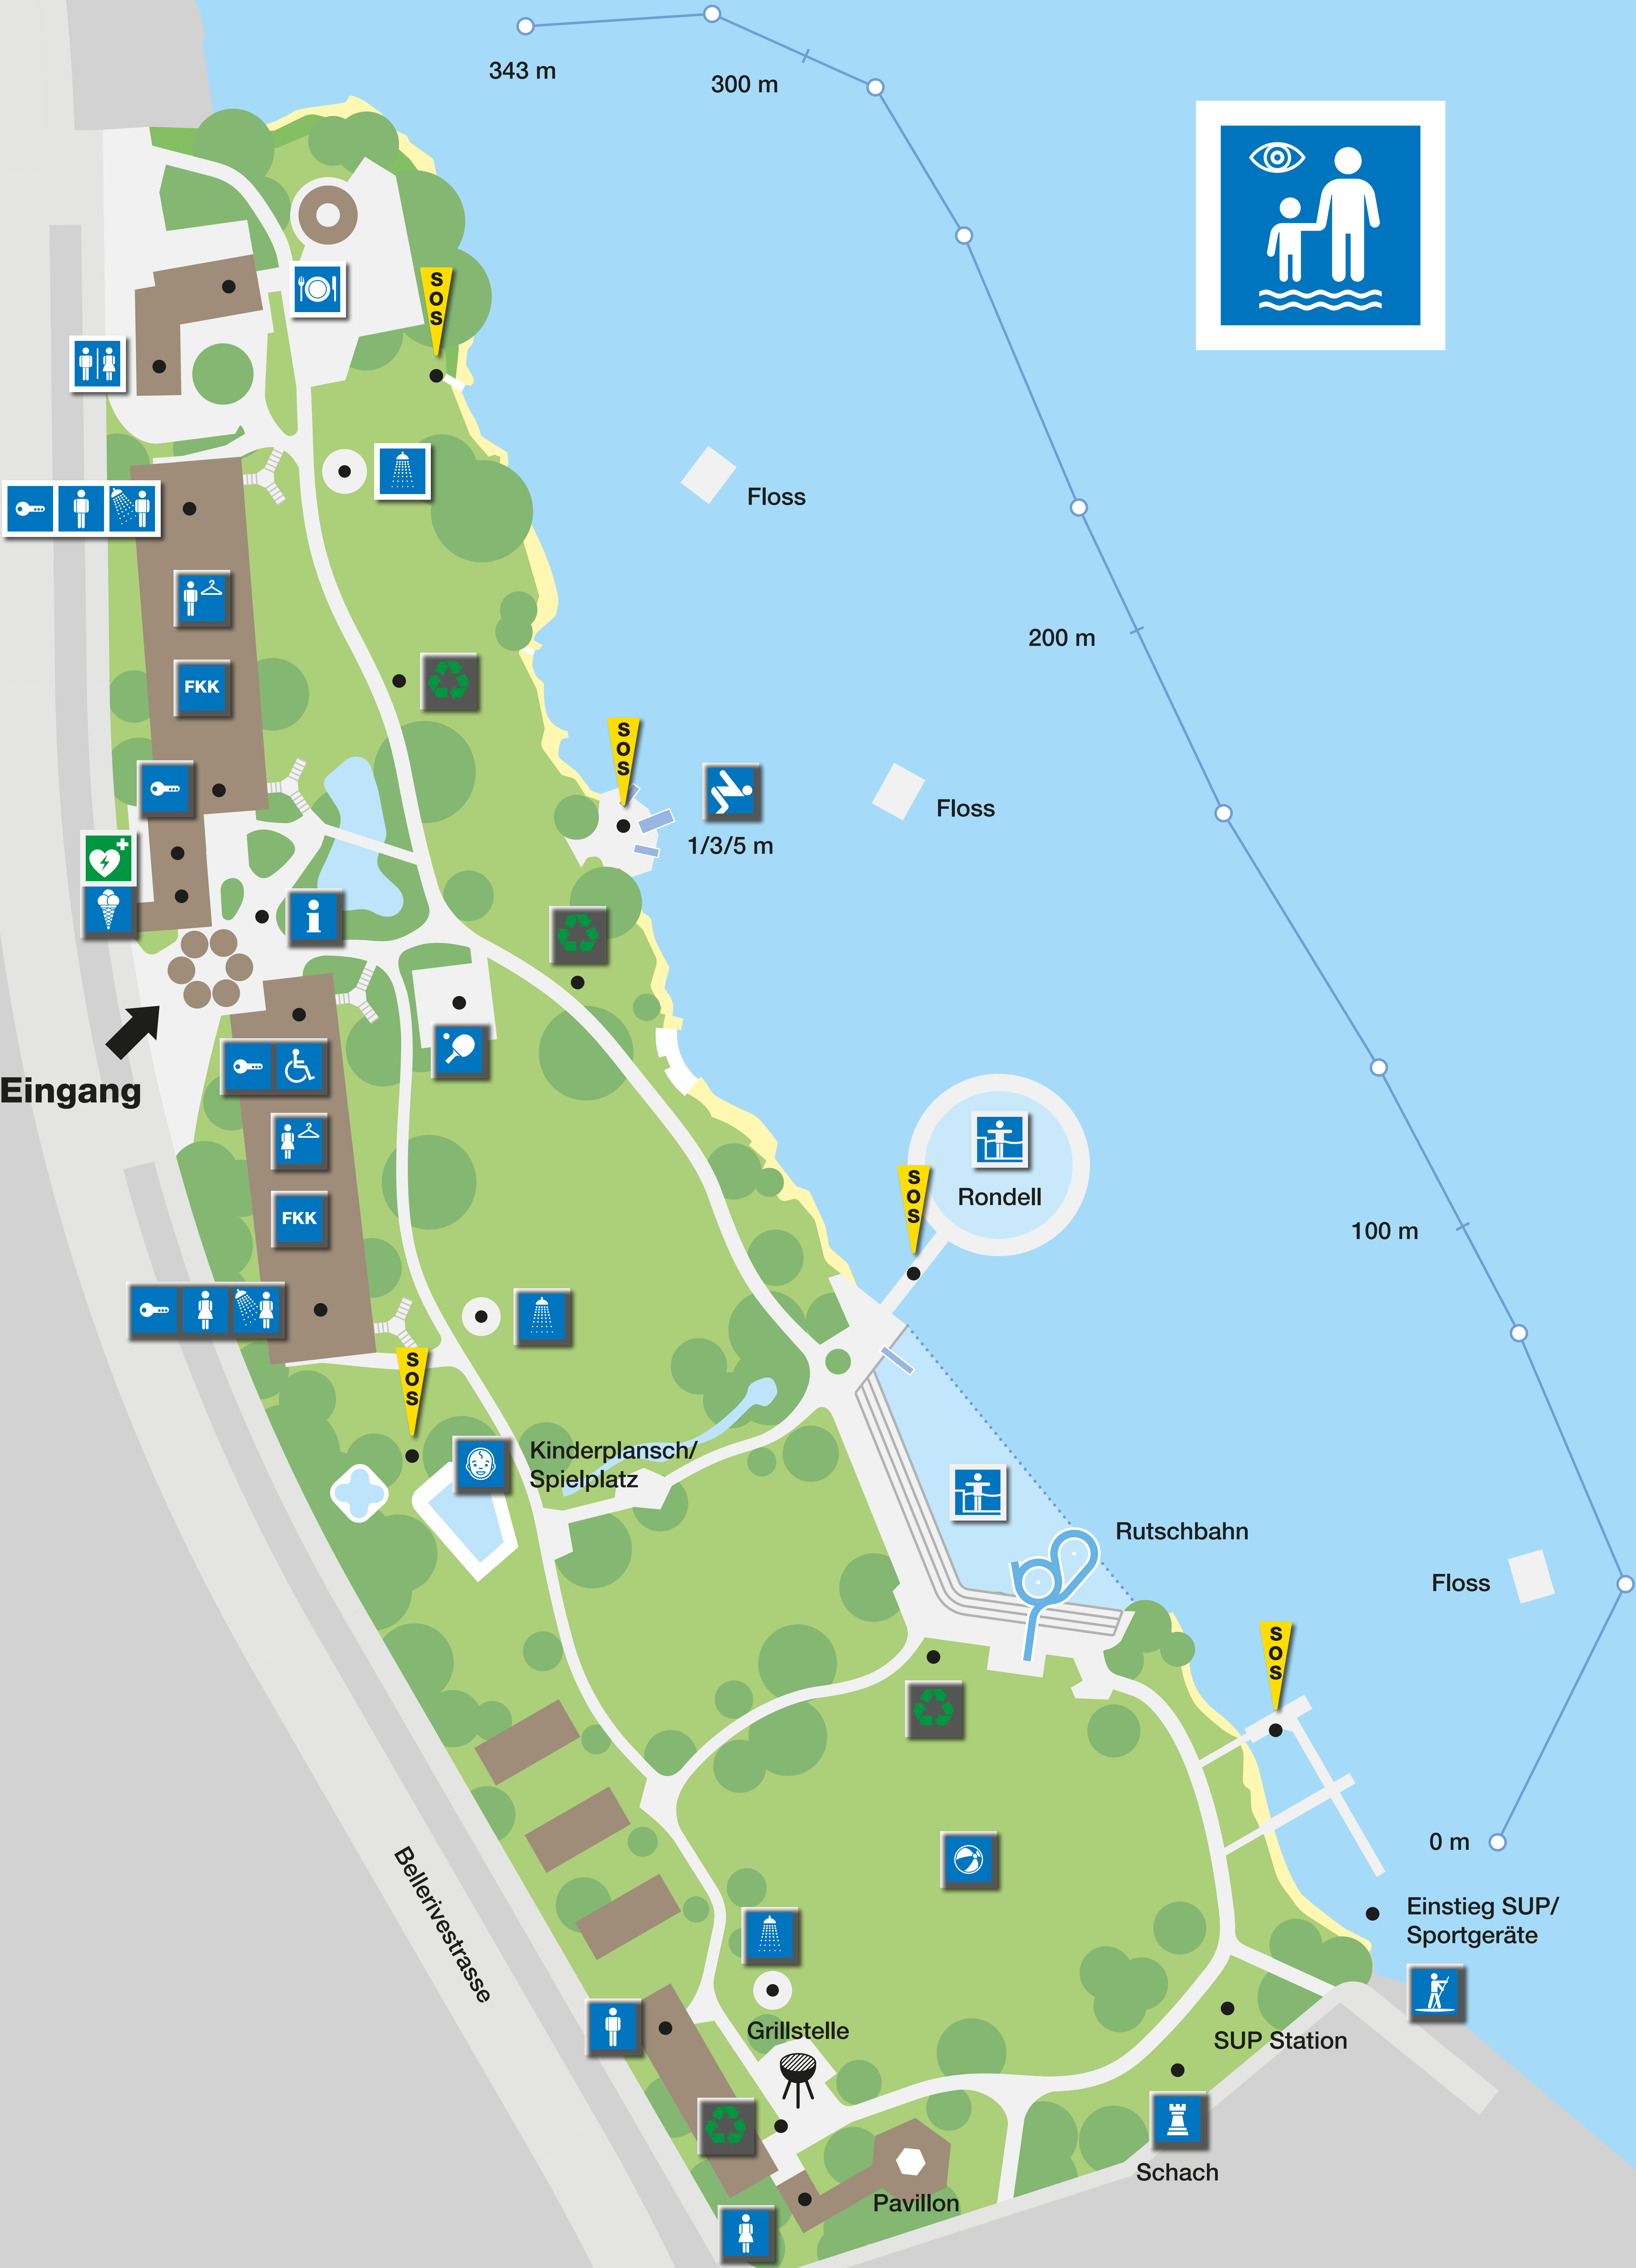 343 m
300 m
SOS
Floss
200 m
FKK
SOS
Floss
1/3/5 m
Eingang
SOS
Rondell
FKK
100 m
SOS
Kinderplansch/
Spielplatz
Rutschbahn
Floss
SOS
0 m
Bellerivestrasse
Einstieg SUP/
Sportgeräte
Grillstelle
SUP Station
Schach
Pavillon